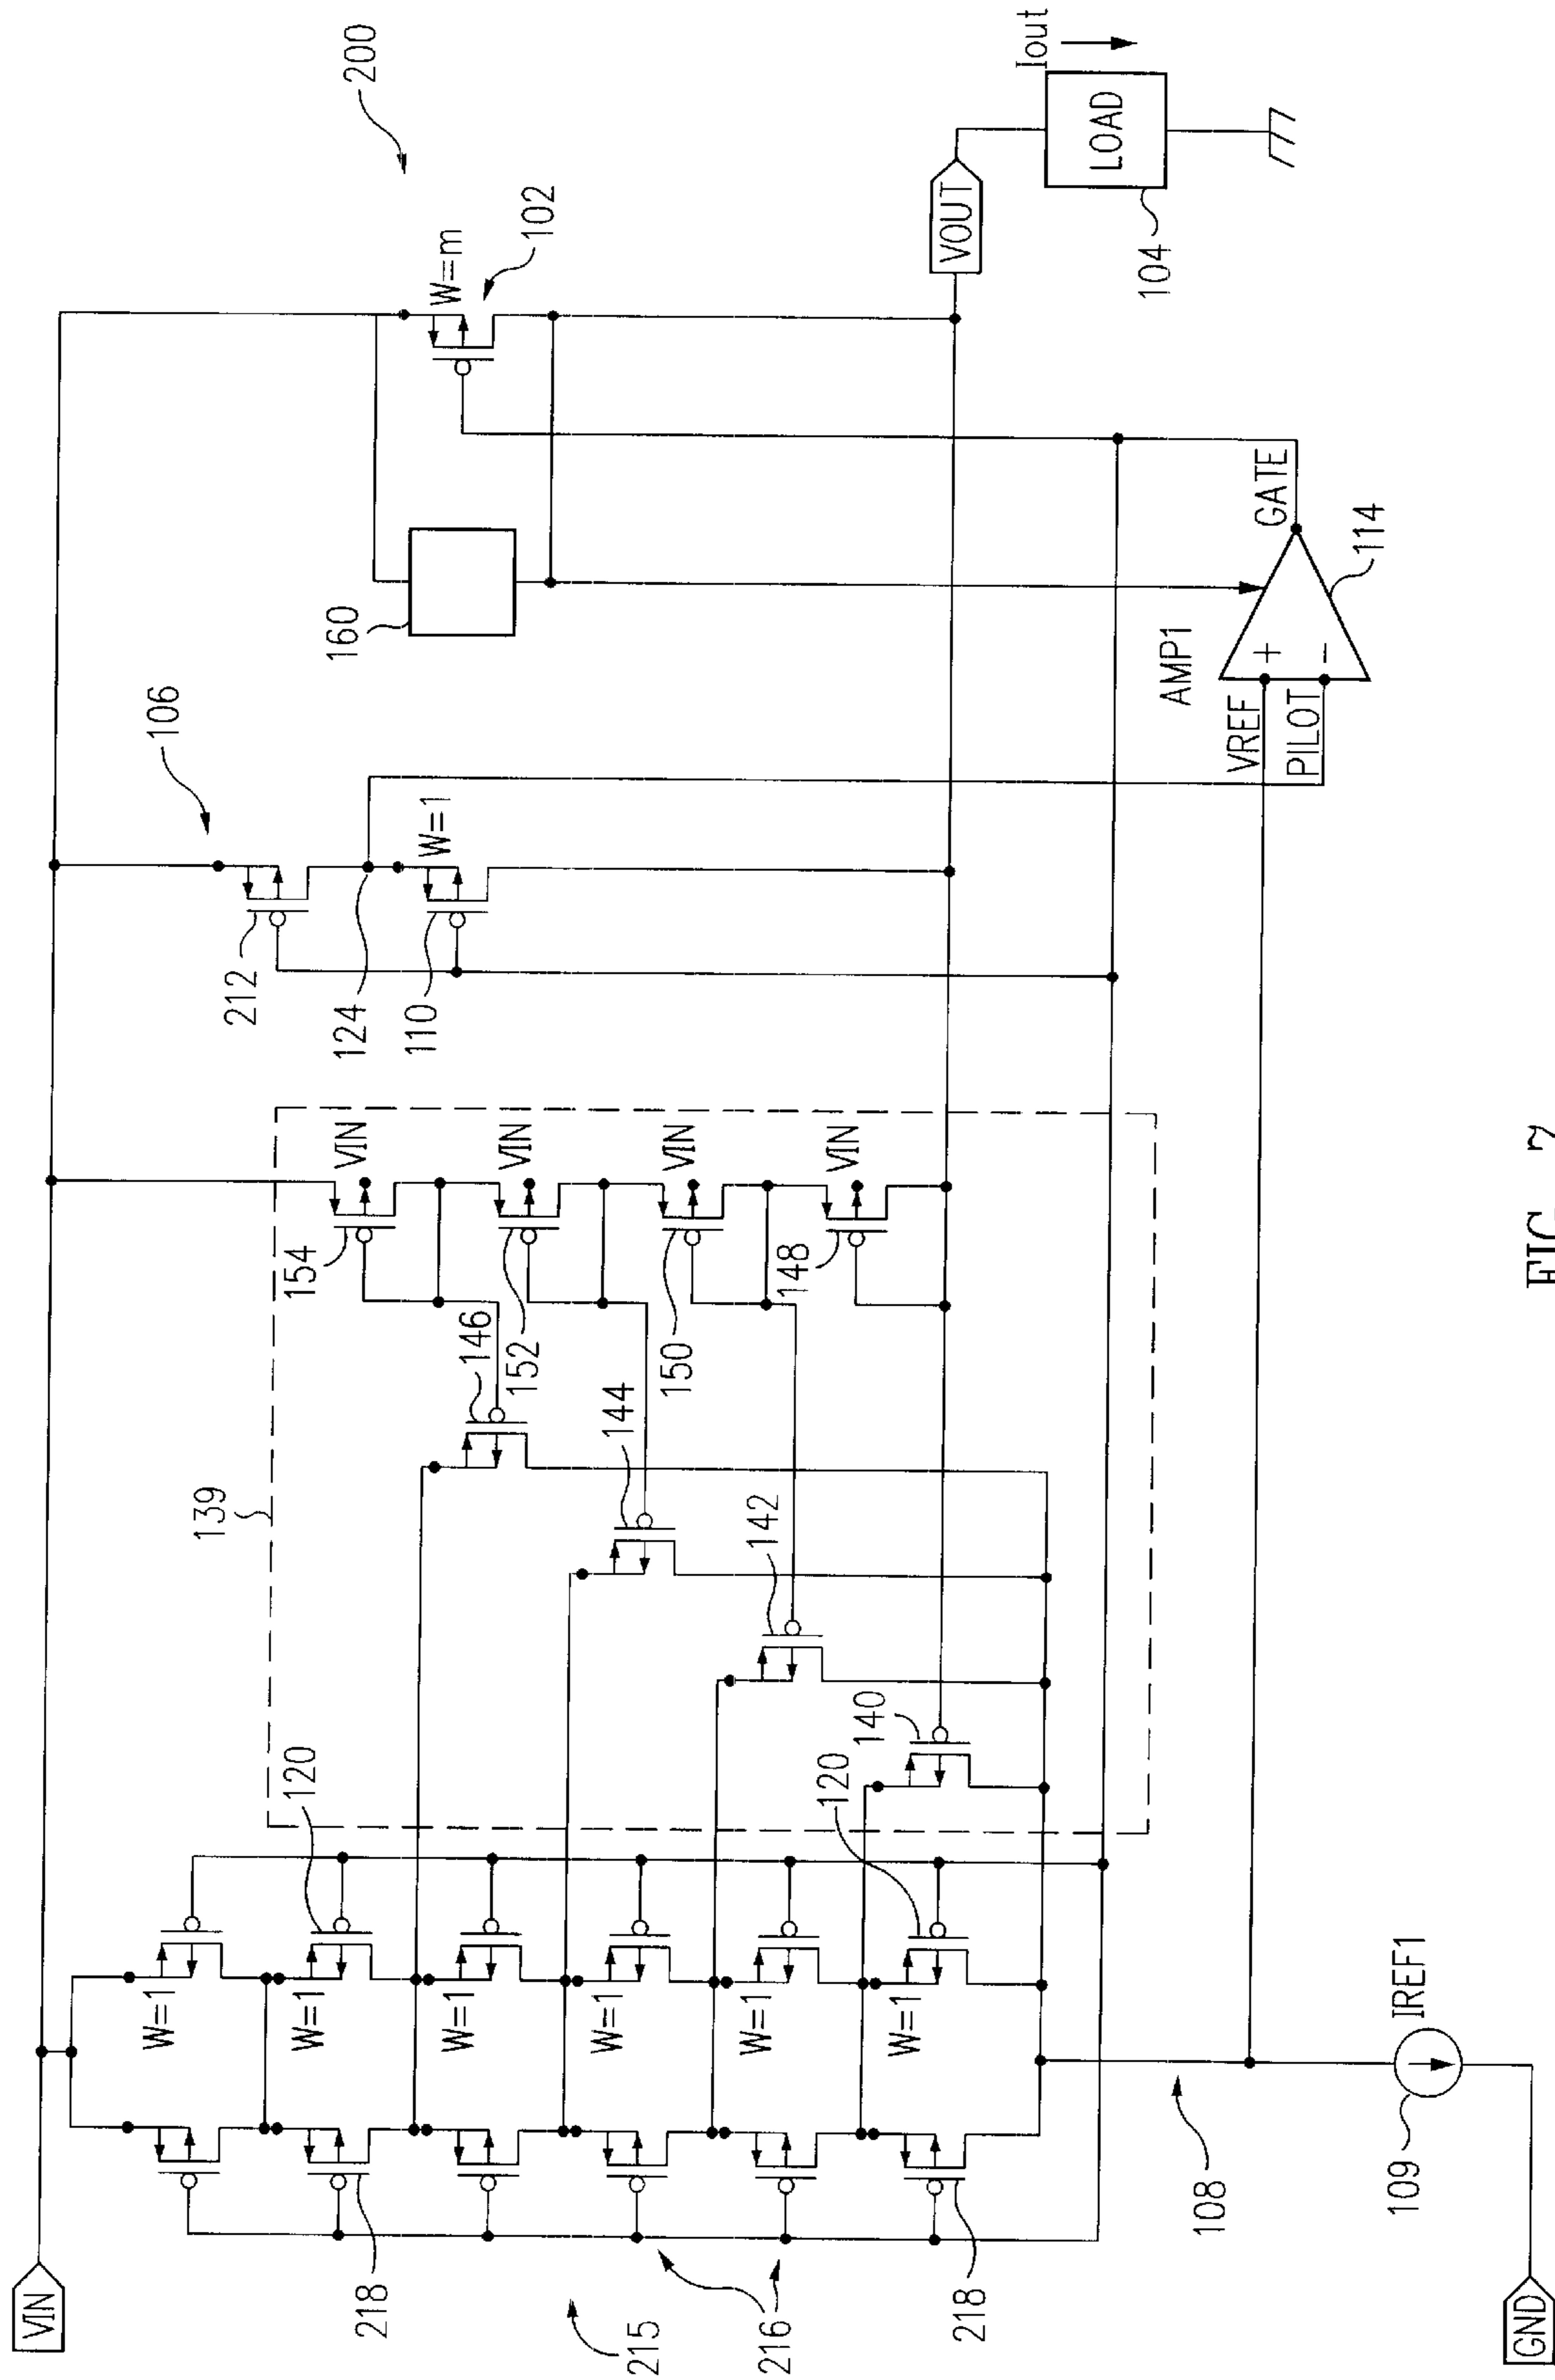 VIN
218
215
216
218
W=1
W=1
W=1
W=1
W=1
W=1
120
120
139
146
144
142
140
154
152
150
148
VIN
VIN
VIN
VIN
106
212
124
110
W=1
160
200
W=m
102
VOUT
Iout
LOAD
104
AMP1
VREF
PILOT
+
-
GATE
114
108
109
IREF1
GND
FIG. 7